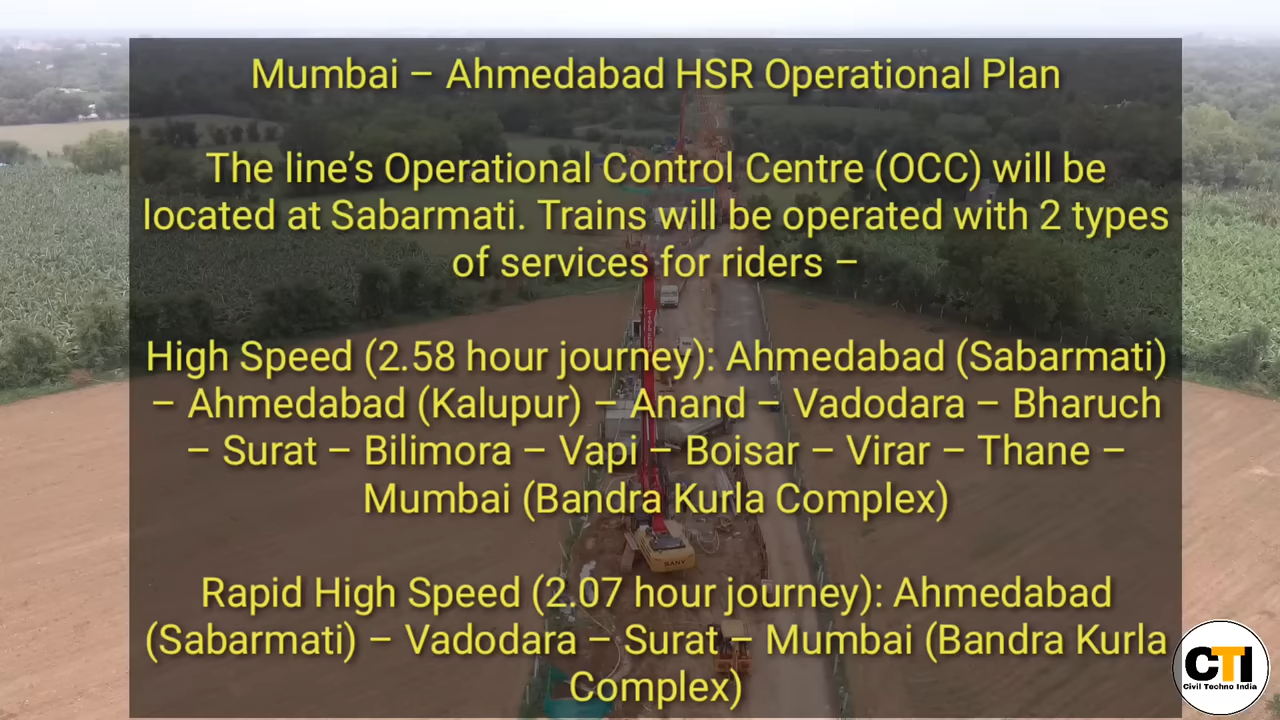 Mumbai – Ahmedabad HSR Operational Plan
The line’s Operational Control Centre (OCC) will be
located at Sabarmati. Trains will be operated with 2 types
of services for riders –
High Speed (2.58 hour journey): Ahmedabad (Sabarmati)
– Ahmedabad (Kalupur) – Anand – Vadodara – Bharuch
– Surat – Bilimora – Vapi – Boisar – Virar – Thane –
Mumbai (Bandra Kurla Complex)
SANY
Rapid High Speed (2.07 hour journey): Ahmedabad
(Sabarmati) – Vadodara – Surat – Mumbai (Bandra Kurla
Complex)
CTI
Civil Techno India